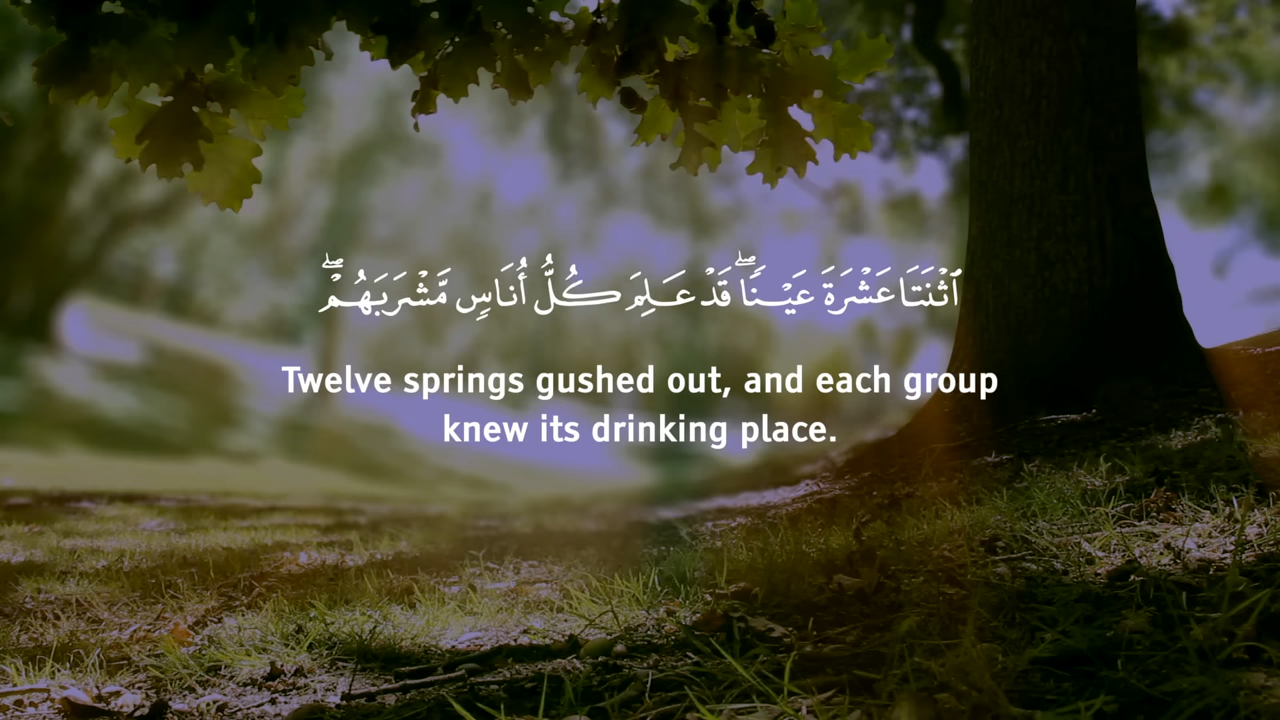 ٱثْنَتَا عَشْرَةَ عَيْنًۭا ۖ قَدْ عَلِمَ كُلُّ أُنَاسٍۢ مَّشْرَبَهُمْ ۖ
Twelve springs gushed out, and each group
knew its drinking place.